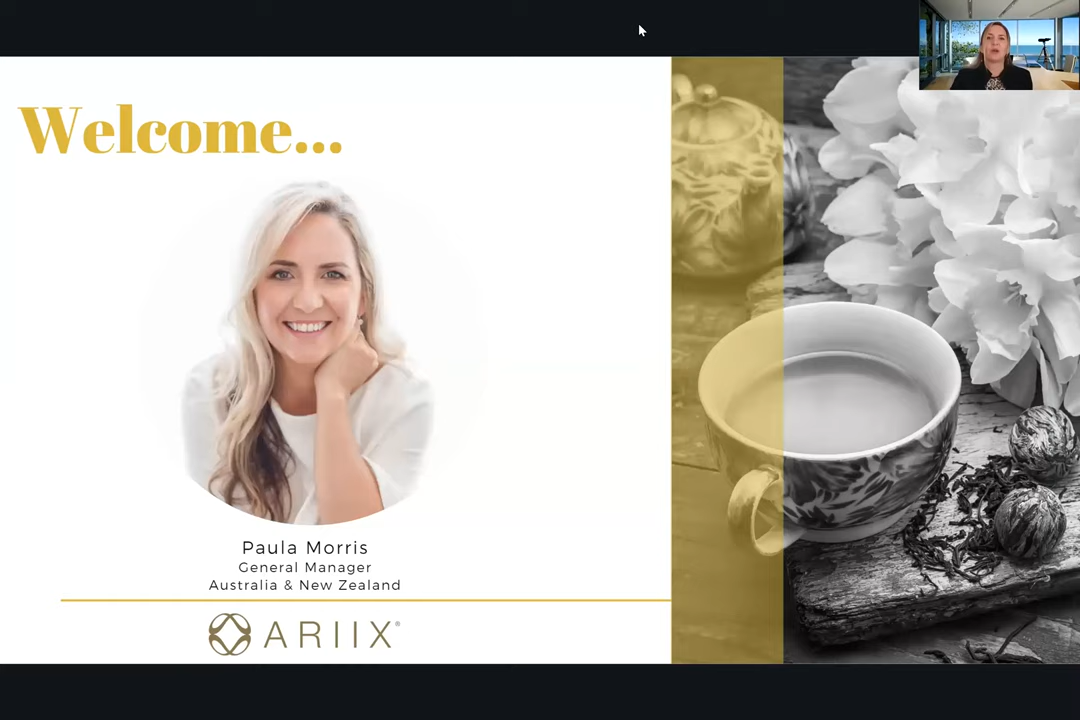 Welcome...
Paula Morris
General Manager
Australia & New Zealand
ARIIX®